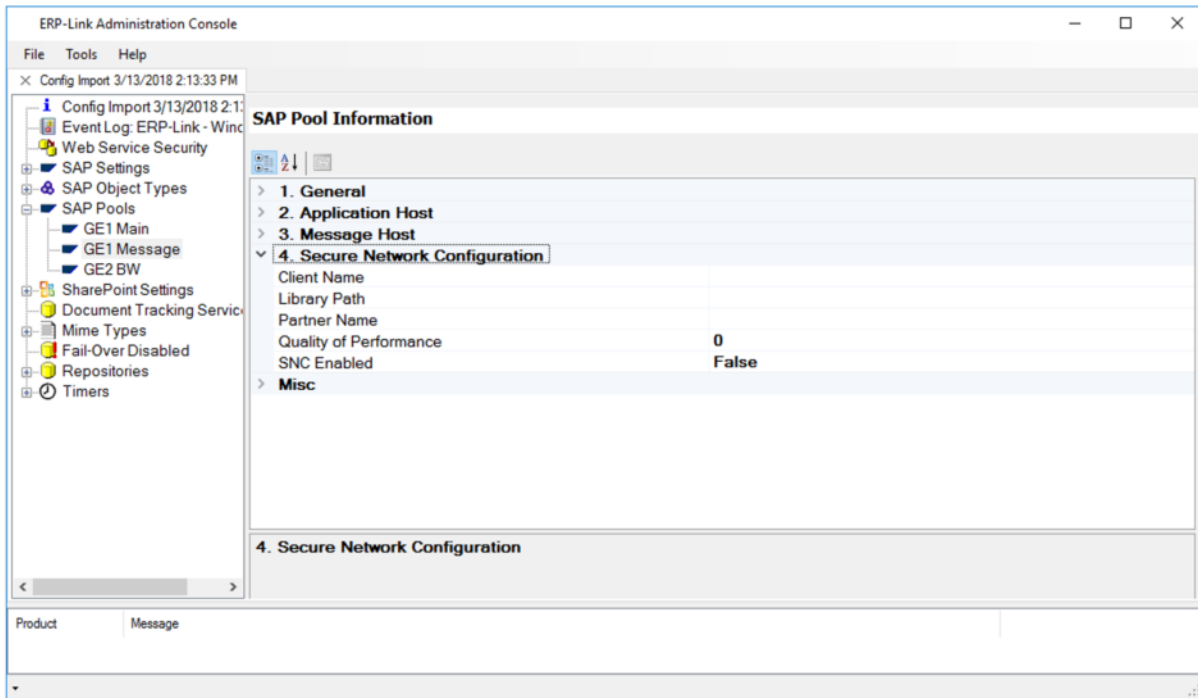 ERP-Link Administration Console
File Tools Help
Config Import 3/13/2018 2:13:33 PM
Config Import 3/13/2018 2:1
Event Log: ERP-Link - Wind
Web Service Security
SAP Settings
SAP Object Types
SAP Pools
GE1 Main
GE1 Message
GE2 BW
SharePoint Settings
Document Tracking Servic
Mime Types
Fail-Over Disabled
Repositories
Timers
SAP Pool Information
1. General
2. Application Host
3. Message Host
4. Secure Network Configuration
Client Name
Library Path
Partner Name
Quality of Performance 0
SNC Enabled False
Misc
4. Secure Network Configuration
Product Message